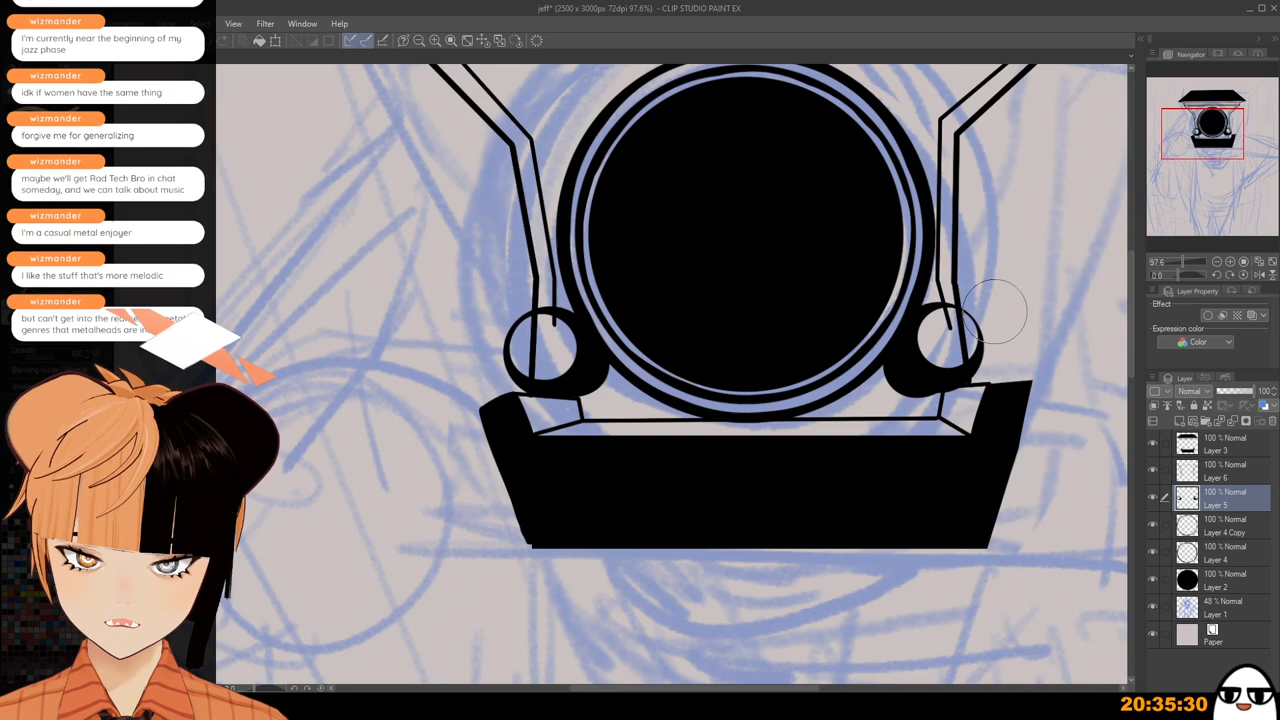 jeff* (2500 x 3000px 72dpi 97.6%) - CLIP STUDIO PAINT EX
View Filter Window Help
wizmander
I'm currently near the beginning of my
jazz phase
wizmander
idk if women have the same thing
wizmander
forgive me for generalizing
wizmander
maybe we'll get Rad Tech Bro in chat
someday, and we can talk about music
wizmander
I'm a casual metal enjoyer
wizmander
I like the stuff that's more melodic
wizmander
but can't get into the
genres that metalheads are in
Navigator
97.6
0.0
Layer Property
Effect
Expression color
Color
Layer
Normal 100
100 % Normal
Layer 3
100 % Normal
Layer 6
100 % Normal
Layer 5
100 % Normal
Layer 4 Copy
100 % Normal
Layer 4
100 % Normal
Layer 2
48 % Normal
Layer 1
Paper
20:35:30